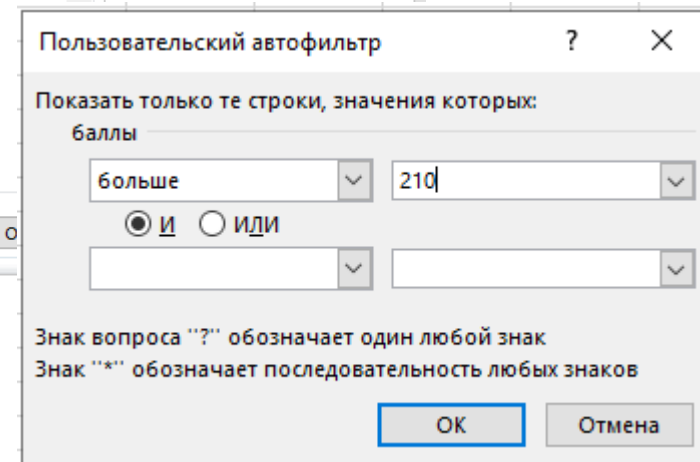 Пользовательский автофильтр ?
Показать только те строки, значения которых:
баллы
больше 210
И ИЛИ
Знак вопроса "?" обозначает один любой знак
Знак "*" обозначает последовательность любых знаков
ОК Отмена